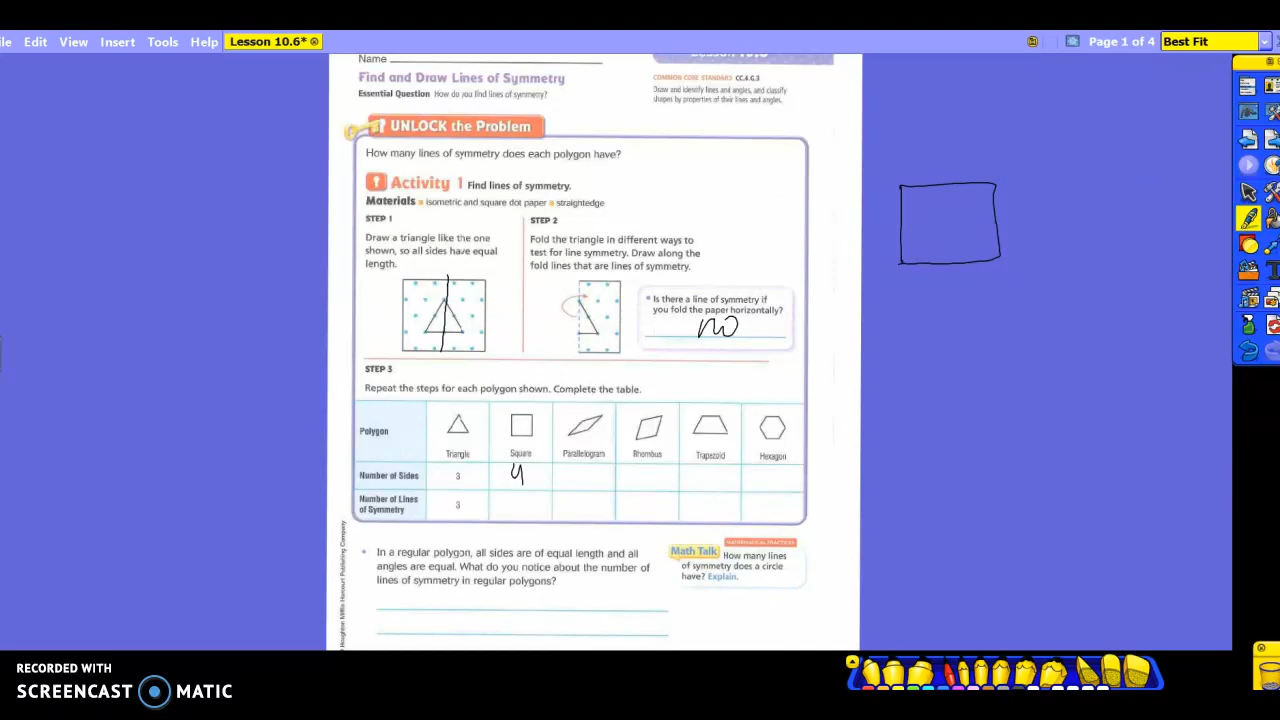 File Edit View Insert Tools Help Lesson 10.6* Page 1 of 4 Best Fit
Name
Find and Draw Lines of Symmetry
Essential Question How do you find lines of symmetry?
COMMON CORE STANDARD CC.4.G.3
Draw and identify lines and angles, and classify
shapes by properties of their lines and angles.
UNLOCK the Problem
How many lines of symmetry does each polygon have?
Activity 1 Find lines of symmetry.
Materials ■ isometric and square dot paper ■ straightedge
STEP 1
Draw a triangle like the one
shown, so all sides have equal
length.
STEP 2
Fold the triangle in different ways to
test for line symmetry. Draw along the
fold lines that are lines of symmetry.
• Is there a line of symmetry if
you fold the paper horizontally?
no
STEP 3
Repeat the steps for each polygon shown. Complete the table.
Polygon
Triangle Square Parallelogram Rhombus Trapezoid Hexagon
Number of Sides 3 4
Number of Lines
of Symmetry 3
• In a regular polygon, all sides are of equal length and all
angles are equal. What do you notice about the number of
lines of symmetry in regular polygons?
MATHEMATICAL PRACTICES
Math Talk How many lines
of symmetry does a circle
have? Explain.
Houghton Mifflin Harcourt Publishing Company
RECORDED WITH
SCREENCAST MATIC